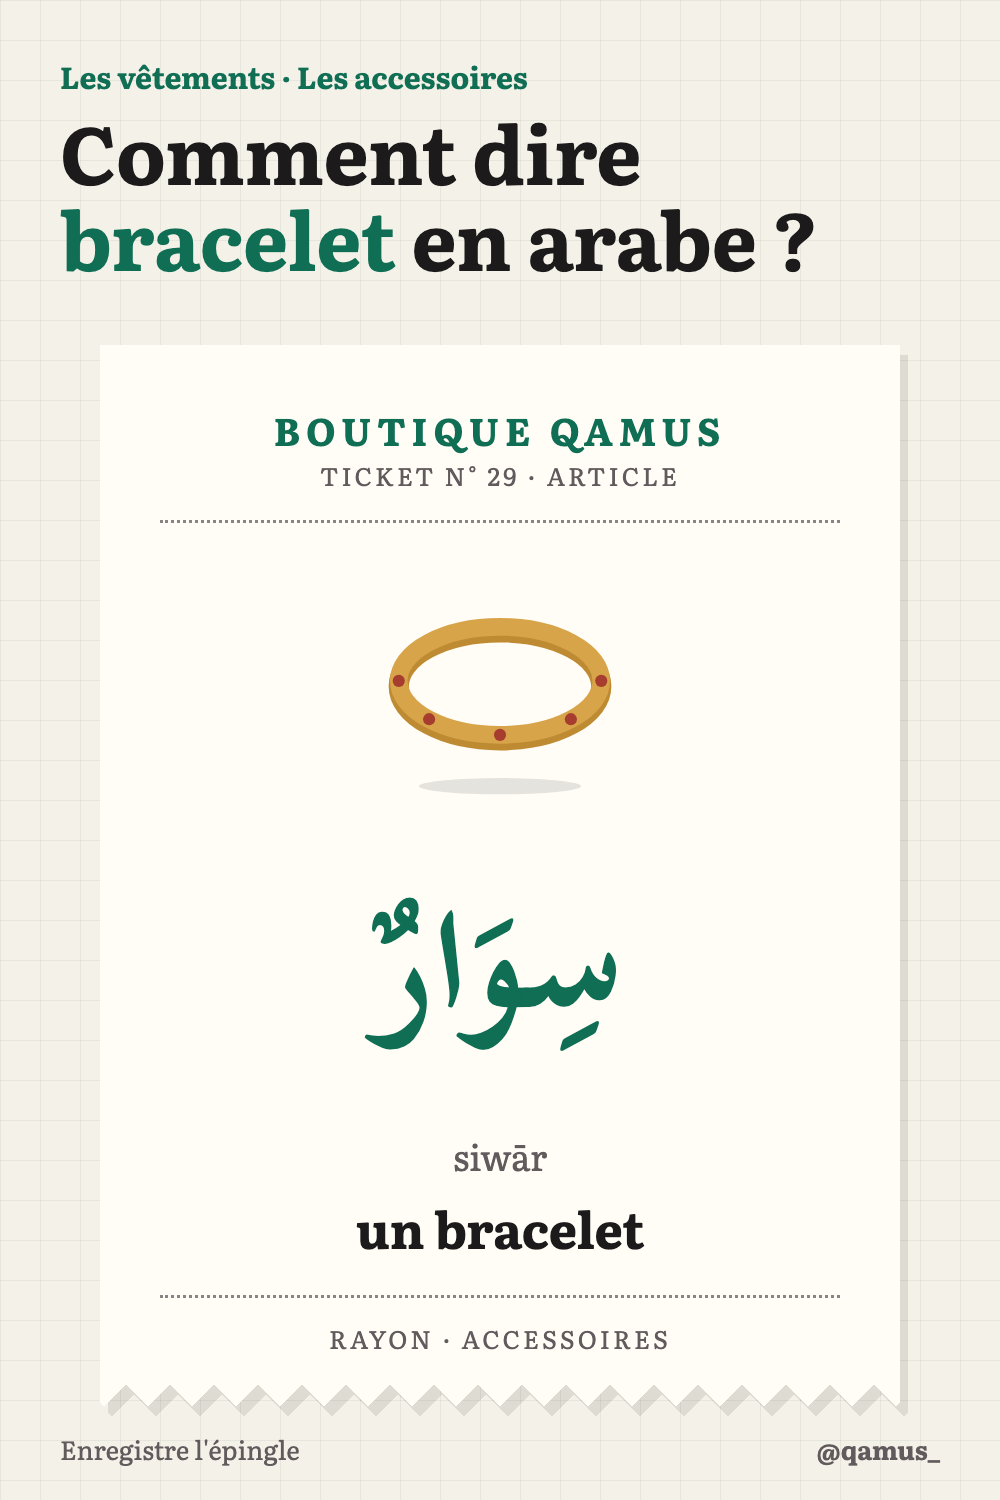 Les vêtements · Les accessoires
Comment dire
bracelet en arabe ?
BOUTIQUE QAMUS
TICKET N° 29 · ARTICLE
سِوَارٌ
siwār
un bracelet
RAYON · ACCESSOIRES
Enregistre l'épingle
@qamus_